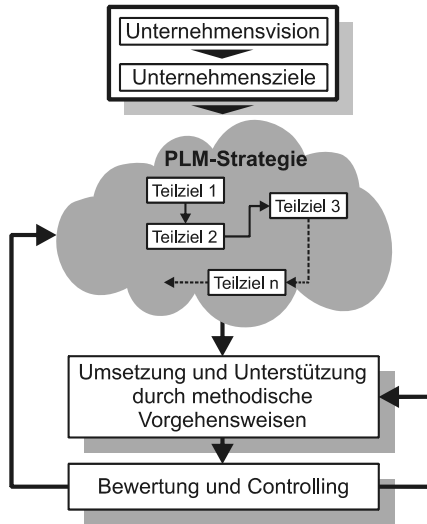 Unternehmensvision
Unternehmensziele
PLM-Strategie
Teilziel 1
Teilziel 2
Teilziel 3
Teilziel n
Umsetzung und Unterstützung
durch methodische
Vorgehensweisen
Bewertung und Controlling